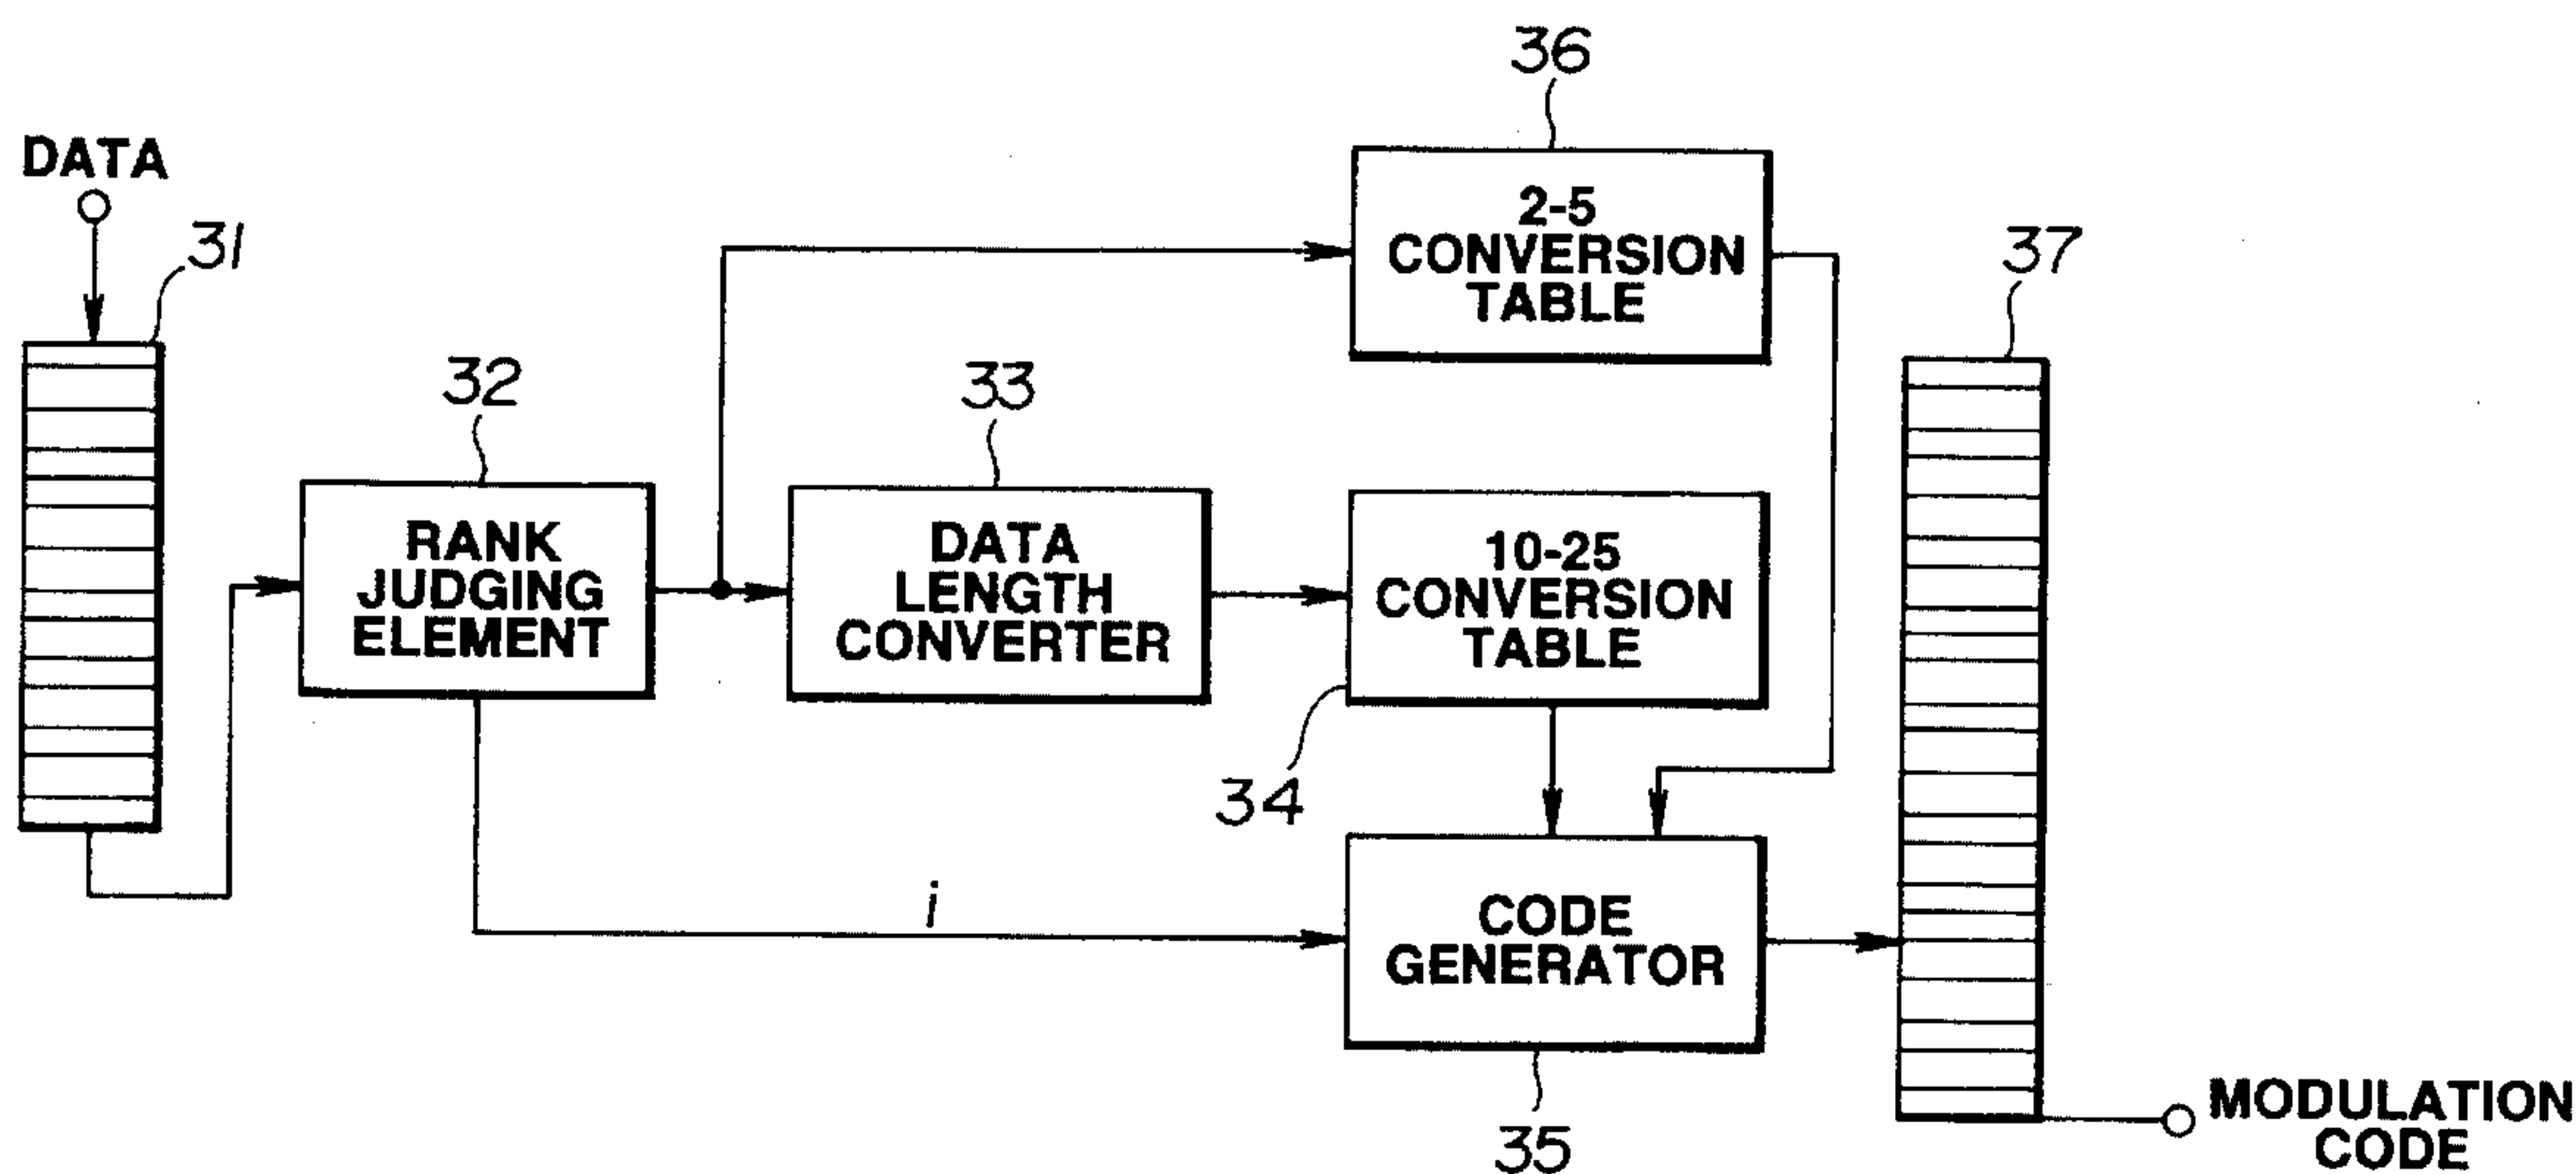 36
DATA
31
2-5
CONVERSION
TABLE
37
32
33
RANK
JUDGING
ELEMENT
DATA
LENGTH
CONVERTER
10-25
CONVERSION
TABLE
34
i
CODE
GENERATOR
35
MODULATION
CODE